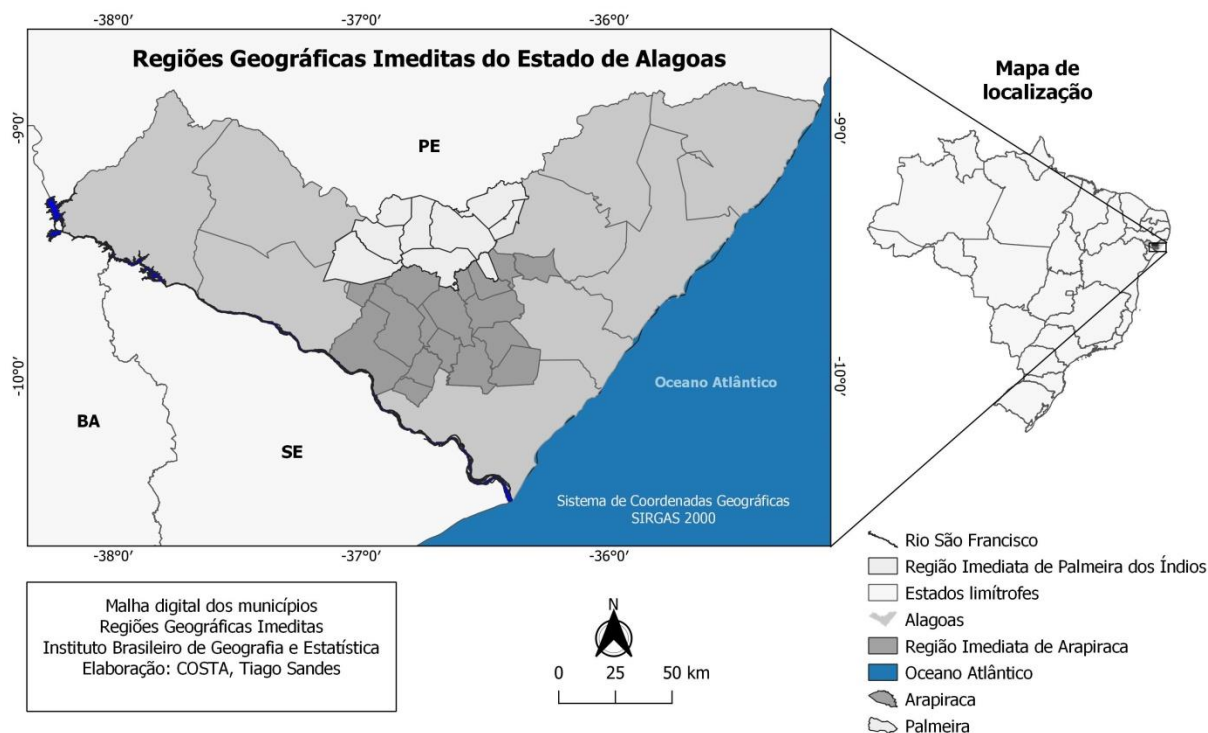 -38°0′
-37°0′
-36°0′
Regiões Geográficas Imeditas do Estado de Alagoas
-9°0′
-9°0′
PE
-10°0′
-10°0′
Oceano Atlântico
BA
SE
Sistema de Coordenadas Geográficas
SIRGAS 2000
-38°0′
-37°0′
-36°0′
Mapa de
localização
Malha digital dos municípios
Regiões Geográficas Imeditas
Instituto Brasileiro de Geografia e Estatística
Elaboração: COSTA, Tiago Sandes
N
0 25 50 km
Rio São Francisco
Região Imediata de Palmeira dos Índios
Estados limítrofes
Alagoas
Região Imediata de Arapiraca
Oceano Atlântico
Arapiraca
Palmeira